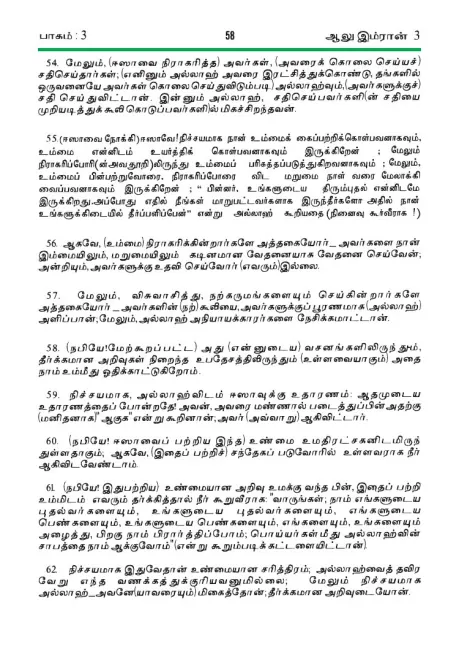 பாகம் : 3 58 ஆலு இம்ரான் 3
54. மேலும், (ஈஸாவை நிராகரித்த) அவர்கள், (அவரைக் கொலை செய்யச்)
சதிசெய்தார்கள்; (எனினும் அல்லாஹ் அவரை இரட்சித்துக்கொண்டு, தங்களில்
ஒருவனையே அவர்கள் கொலை செய்துவிடும்படி) அல்லாஹ்வும், (அவர்களுக்குச்)
சதி செய்துவிட்டான். இன்னும் அல்லாஹ், சதிசெய்பவர்களின் சதியை
முறியடித்துக் கூலி கொடுப்பவர்களில்) மிகச்சிறந்தவன்.
55. (ஈஸாவை நோக்கி) ஈஸாவே! நிச்சயமாக நான் உம்மைக் கைப்பற்றிக்கொள்பவனாகவும்,
உம்மை என்னிடம் உயர்த்திக் கொள்பவனாகவும் இருக்கிறேன் ; மேலும்
நிராகரிப்போரி(ன் அவதூறி)லிருந்து உம்மைப் பரிசுத்தப்படுத்துகிறவனாகவும் ; மேலும்,
உம்மைப் பின்பற்றுவோரை, நிராகரிப்போரை விட மறுமை நாள் வரை மேலாக்கி
வைப்பவனாகவும் இருக்கிறேன் ; “ பின்னர், உங்களுடைய திரும்புதல் என்னிடமே
இருக்கிறது.அப்போது எதில் நீங்கள் மாறுபட்டவர்களாக இருந்தீர்களோ அதில் நான்
உங்களுக்கிடையில் தீர்ப்பளிப்பேன்” என்று அல்லாஹ் கூறியதை (நினைவு கூர்வீராக !)
56. ஆகவே, (உம்மை) நிராகரிக்கின்றார்களே அத்தகையோர்_ அவர்களை நான்
இம்மையிலும், மறுமையிலும் கடினமான வேதனையாக வேதனை செய்வேன்;
அன்றியும், அவர்களுக்கு உதவி செய்வோர் (எவரும்) இல்லை.
57. மேலும், விசுவாசித்து, நற்கருமங்களையும் செய்கின்றார்களே
அத்தகையோர் _ அவர்களின் (நற்) கூலியை, அவர்களுக்குப் பூரணமாக (அல்லாஹ்)
அளிப்பான்; மேலும், அல்லாஹ் அநியாயக்காரர்களை நேசிக்கமாட்டான்.
58. (நபியே! மேற்கூறப்பட்ட) அது (என்னுடைய) வசனங்களிலிருந்தும்,
தீர்க்கமான அறிவுகள் நிறைந்த உபதேசத்திலிருந்தும் (உள்ளவையாகும்) அதை
நாம் உம்மீது ஓதிக்காட்டுகிறோம்.
59. நிச்சயமாக, அல்லாஹ்விடம் ஈஸாவுக்கு உதாரணம்: ஆதமுடைய
உதாரணத்தைப் போன்றதே! அவன், அவரை மண்ணால் படைத்துப்பின் அதற்கு
(மனிதனாக) "ஆகுக" என்று கூறினான்; அவர் (அவ்வாறு) ஆகிவிட்டார்.
60. (நபியே! ஈஸாவைப் பற்றிய இந்த) உண்மை உமதிரட்சகனிடமிருந்
துள்ளதாகும்; ஆகவே, (இதைப் பற்றிச்) சந்தேகப் படுவோரில் உள்ளவராக நீர்
ஆகிவிடவேண்டாம்.
61. (நபியே! இதுபற்றிய) உண்மையான அறிவு உமக்கு வந்த பின், இதைப் பற்றி
உம்மிடம் எவரும் தர்க்கித்தால் நீர் கூறுவீராக: "வாருங்கள்; நாம் எங்களுடைய
புதல்வர்களையும், உங்களுடைய புதல்வர்களையும், எங்களுடைய
பெண்களையும், உங்களுடைய பெண்களையும், எங்களையும், உங்களையும்
அழைத்து, பிறகு நாம் பிரார்த்திப்போம்; பொய்யர்கள் மீது அல்லாஹ்வின்
சாபத்தை நாம் ஆக்குவோம்" (என்று கூறும்படிக் கட்டளையிட்டான்).
62. நிச்சயமாக இதுவேதான் உண்மையான சரித்திரம்; அல்லாஹ்வைத் தவிர
வேறு எந்த வணக்கத்துக்குரியவனுமில்லை; மேலும் நிச்சயமாக
அல்லாஹ்_அவனே (யாவரையும்) மிகைத்தோன்; தீர்க்கமான அறிவுடையோன்.